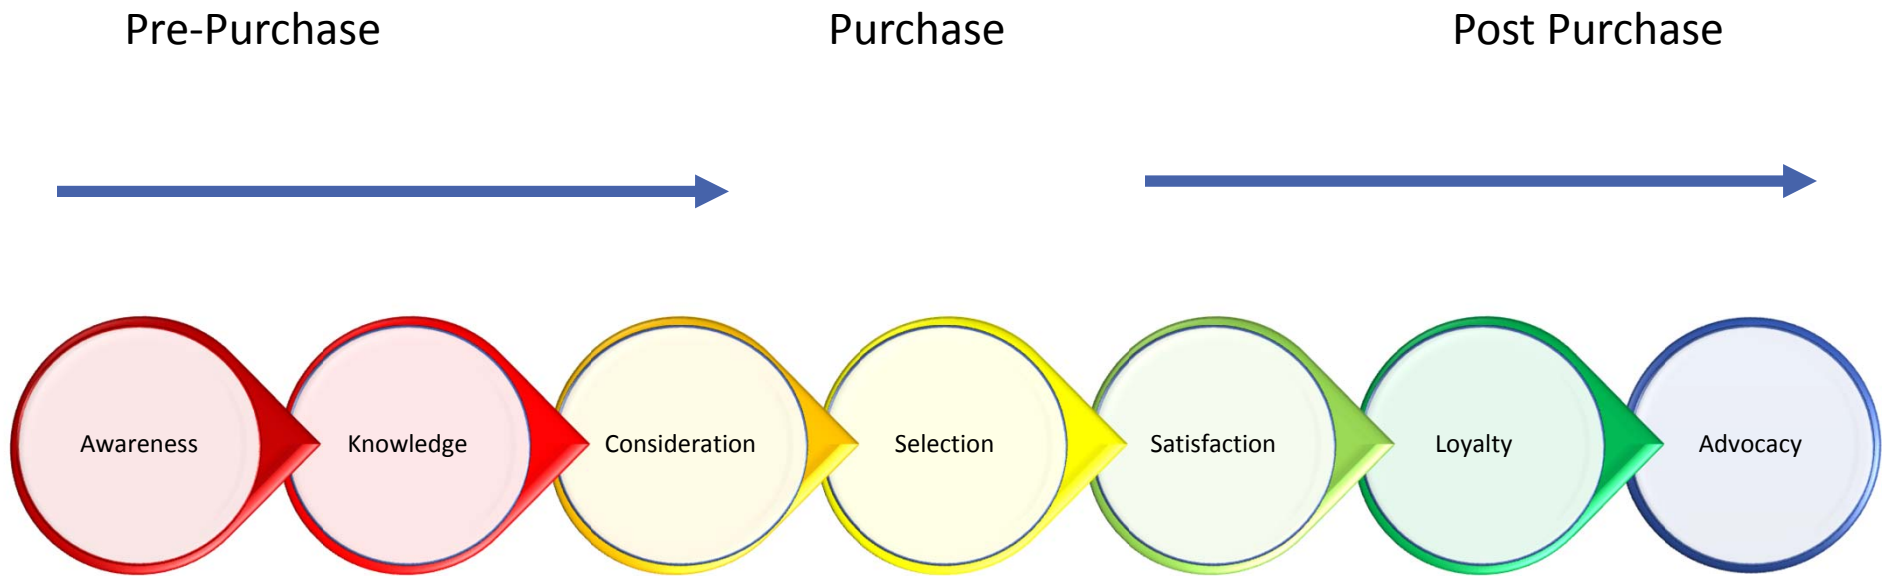 Pre-Purchase
Purchase
Post Purchase
Awareness
Knowledge
Consideration
Selection
Satisfaction
Loyalty
Advocacy